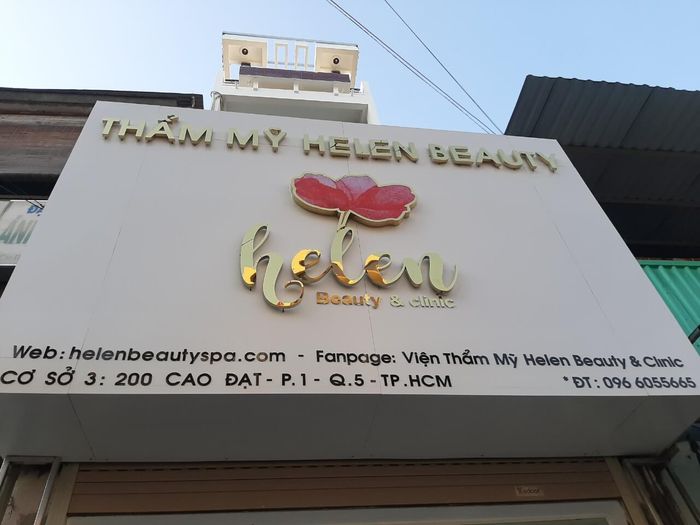 THẨM MỸ HELEN BEAUTY
helen
Beauty & clinic
Web: helenbeautyspa.com - Fanpage: Viện Thẩm Mỹ Helen Beauty & Clinic
CƠ SỞ 3: 200 CAO ĐẠT - P.1 - Q.5 - TP.HCM * ĐT: 096 6055665